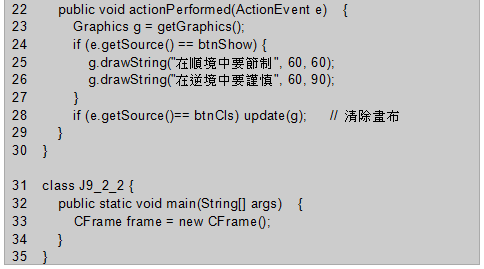 22 public void actionPerformed(ActionEvent e) {
23 Graphics g = getGraphics();
24 if (e.getSource() == btnShow) {
25 g.drawString("在順境中要節制", 60, 60);
26 g.drawString("在逆境中要謹慎", 60, 90);
27 }
28 if (e.getSource()== btnCls) update(g); // 清除畫布
29 }
30 }
31 class J9_2_2 {
32 public static void main(String[] args) {
33 CFrame frame = new CFrame();
34 }
35 }